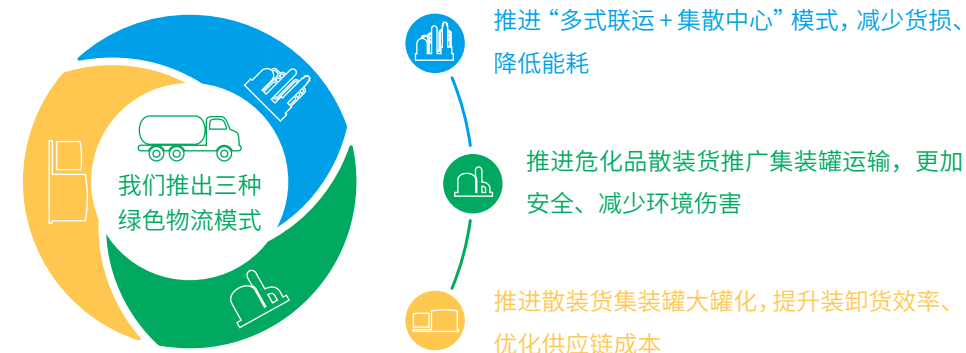 我们推出三种
绿色物流模式
推进“多式联运+集散中心”模式，减少货损、
降低能耗
推进危化品散装货推广集装罐运输，更加
安全、减少环境伤害
推进散装货集装罐大罐化，提升装卸货效率、
优化供应链成本